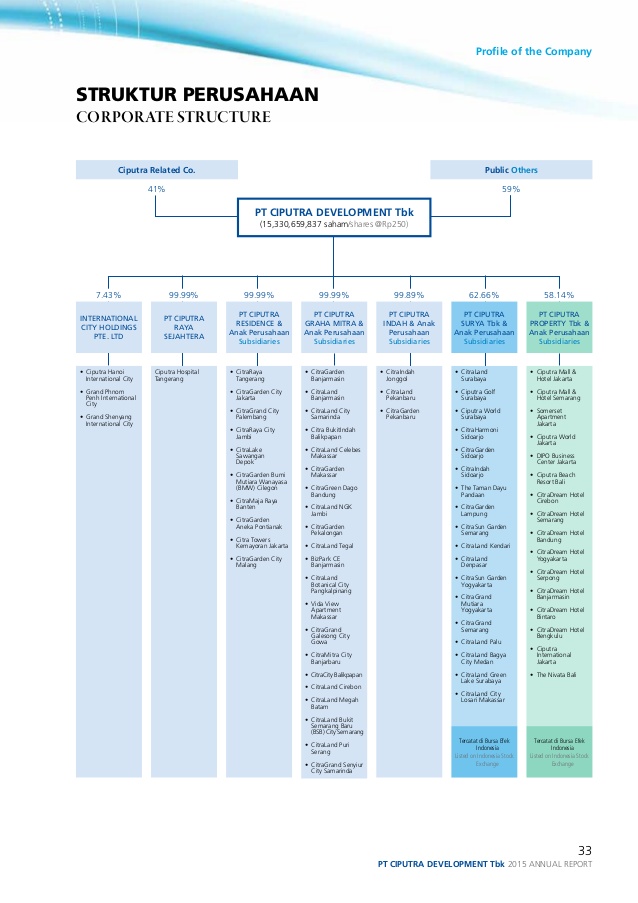 Profile of the Company
STRUKTUR PERUSAHAAN
CORPORATE STRUCTURE
Ciputra Related Co.
Public Others
41%
59%
PT CIPUTRA DEVELOPMENT Tbk
(15,330,659,837 saham/shares @Rp250)
7.43%
99.99%
99.99%
99.99%
99.89%
62.66%
58.14%
INTERNATIONAL
CITY HOLDINGS
PTE. LTD
PT CIPUTRA
RAYA
SEJAHTERA
PT CIPUTRA
RESIDENCE &
Anak Perusahaan
Subsidiaries
PT CIPUTRA
GRAHA MITRA &
Anak Perusahaan
Subsidiaries
PT CIPUTRA
INDAH & Anak
Perusahaan
Subsidiaries
PT CIPUTRA
SURYA Tbk &
Anak Perusahaan
Subsidiaries
PT CIPUTRA
PROPERTY Tbk &
Anak Perusahaan
Subsidiaries
• Ciputra Hanoi
International City
• Grand Phnom
Penh International
City
• Grand Shenyang
International City
Ciputra Hospital
Tangerang
• CitraRaya
Tangerang
• CitraGarden City
Jakarta
• CitraGrand City
Palembang
• CitraRaya City
Jambi
• CitraLake
Sawangan
Depok
• CitraGarden Bumi
Mutiara Wanayasa
(BMW) Cilegon
• CitraMaja Raya
Banten
• CitraGarden
Aneka Pontianak
• Citra Towers
Kemayoran Jakarta
• CitraGarden City
Malang
• CitraGarden
Banjarmasin
• CitraLand
Banjarmasin
• CitraLand City
Samarinda
• Citra BukitIndah
Balikpapan
• CitraLand Celebes
Makassar
• CitraGarden
Makassar
• CitraGreen Dago
Bandung
• CitraLand NGK
Jambi
• CitraGarden
Pekalongan
• CitraLand Tegal
• BizPark CE
Banjarmasin
• CitraLand
Botanical City
Pangkalpinang
• Vida View
Apartment
Makassar
• CitraGrand
Galesong City
Gowa
• CitraMitra City
Banjarbaru
• CitraCity Balikpapan
• CitraLand Cirebon
• CitraLand Megah
Batam
• CitraLand Bukit
Semarang Baru
(BSB) City Semarang
• CitraLand Puri
Serang
• CitraGrand Senyiur
City Samarinda
• CitraIndah
Jonggol
• CitraLand
Pekanbaru
• CitraGarden
Pekanbaru
• CitraLand
Surabaya
• Ciputra Golf
Surabaya
• Ciputra World
Surabaya
• CitraHarmoni
Sidoarjo
• CitraGarden
Sidoarjo
• CitraIndah
Sidoarjo
• The Taman Dayu
Pandaan
• CitraGarden
Lampung
• CitraSun Garden
Semarang
• CitraLand Kendari
• CitraLand
Denpasar
• CitraSun Garden
Yogyakarta
• CitraGrand
Mutiara
Yogyakarta
• CitraGrand
Semarang
• CitraLand Palu
• CitraLand Bagya
City Medan
• CitraLand Green
Lake Surabaya
• CitraLand City
Losari Makassar
Tercatat di Bursa Efek
Indonesia
Listed on Indonesia Stock
Exchange
• Ciputra Mall &
Hotel Jakarta
• Ciputra Mall &
Hotel Semarang
• Somerset
Apartment
Jakarta
• Ciputra World
Jakarta
• DIPO Business
Center Jakarta
• Ciputra Beach
Resort Bali
• CitraDream Hotel
Cirebon
• CitraDream Hotel
Semarang
• CitraDream Hotel
Bandung
• CitraDream Hotel
Yogyakarta
• CitraDream Hotel
Serpong
• CitraDream Hotel
Banjarmasin
• CitraDream Hotel
Bintaro
• CitraDream Hotel
Bengkulu
• Ciputra
International
Jakarta
• The Nivata Bali
Tercatat di Bursa Efek
Indonesia
Listed on Indonesia Stock
Exchange
33
PT CIPUTRA DEVELOPMENT Tbk 2015 ANNUAL REPORT